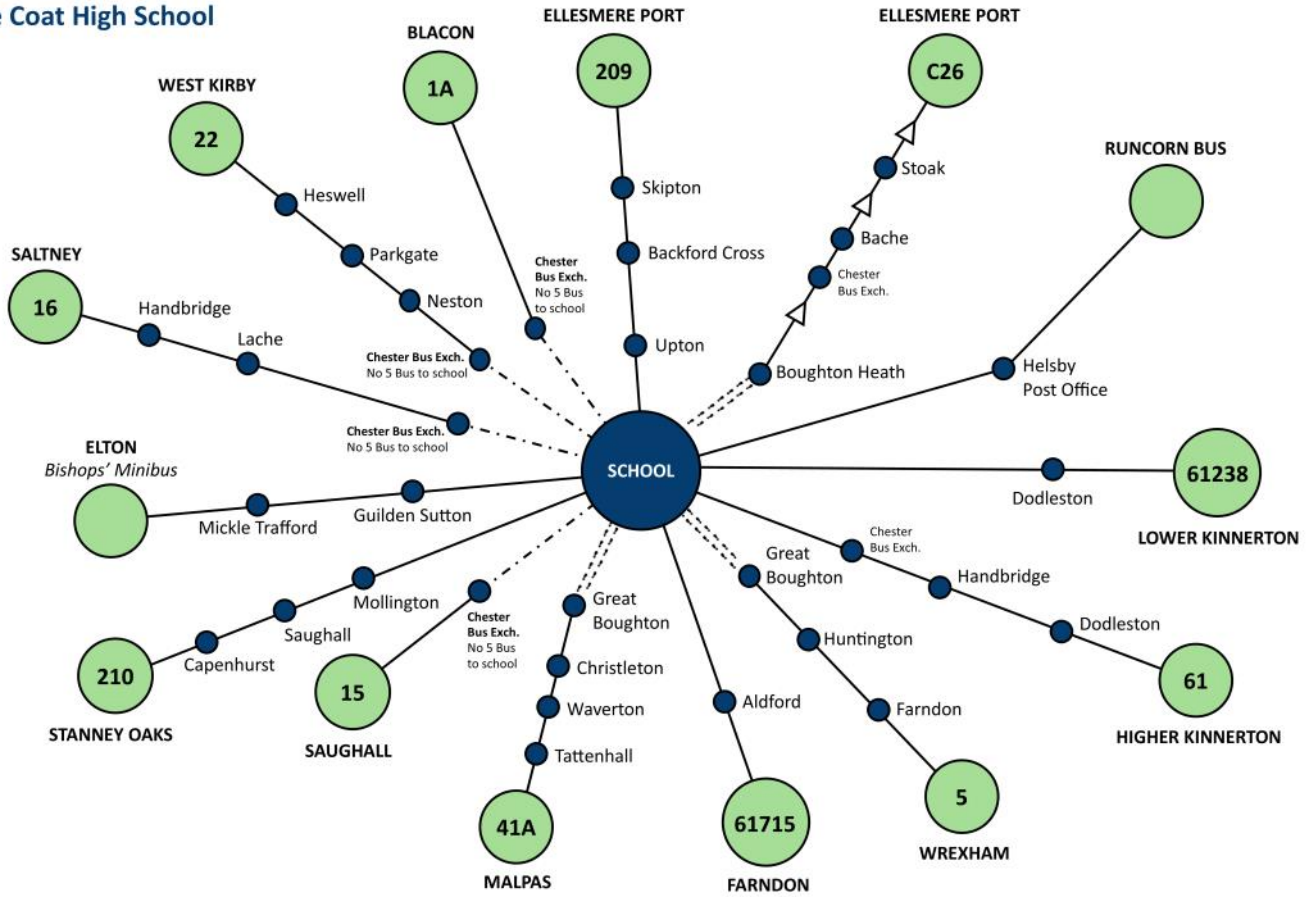 Coat High School
ELLESMERE PORT
209
Skipton
Backford Cross
Upton
ELLESMERE PORT
C26
Stoak
Bache
Chester
Bus Exch.
Boughton Heath
RUNCORN BUS
Helsby
Post Office
61238
Dodleston
LOWER KINNERTON
Chester
Bus Exch.
Handbridge
Dodleston
61
HIGHER KINNERTON
Great
Boughton
Huntington
Farndon
5
WREXHAM
Aldford
61715
FARNDON
Great
Boughton
Christleton
Waverton
Tattenhall
41A
MALPAS
Chester
Bus Exch.
No 5 Bus
to school
15
SAUGHALL
Mollington
Saughall
Capenhurst
210
STANNEY OAKS
ELTON
Bishops' Minibus
Mickle Trafford
Guilden Sutton
SALTNEY
16
Handbridge
Lache
Chester Bus Exch.
No 5 Bus to school
WEST KIRBY
22
Heswell
Parkgate
Neston
Chester Bus Exch.
No 5 Bus to school
BLACON
1A
Chester
Bus Exch.
No 5 Bus
to school
SCHOOL